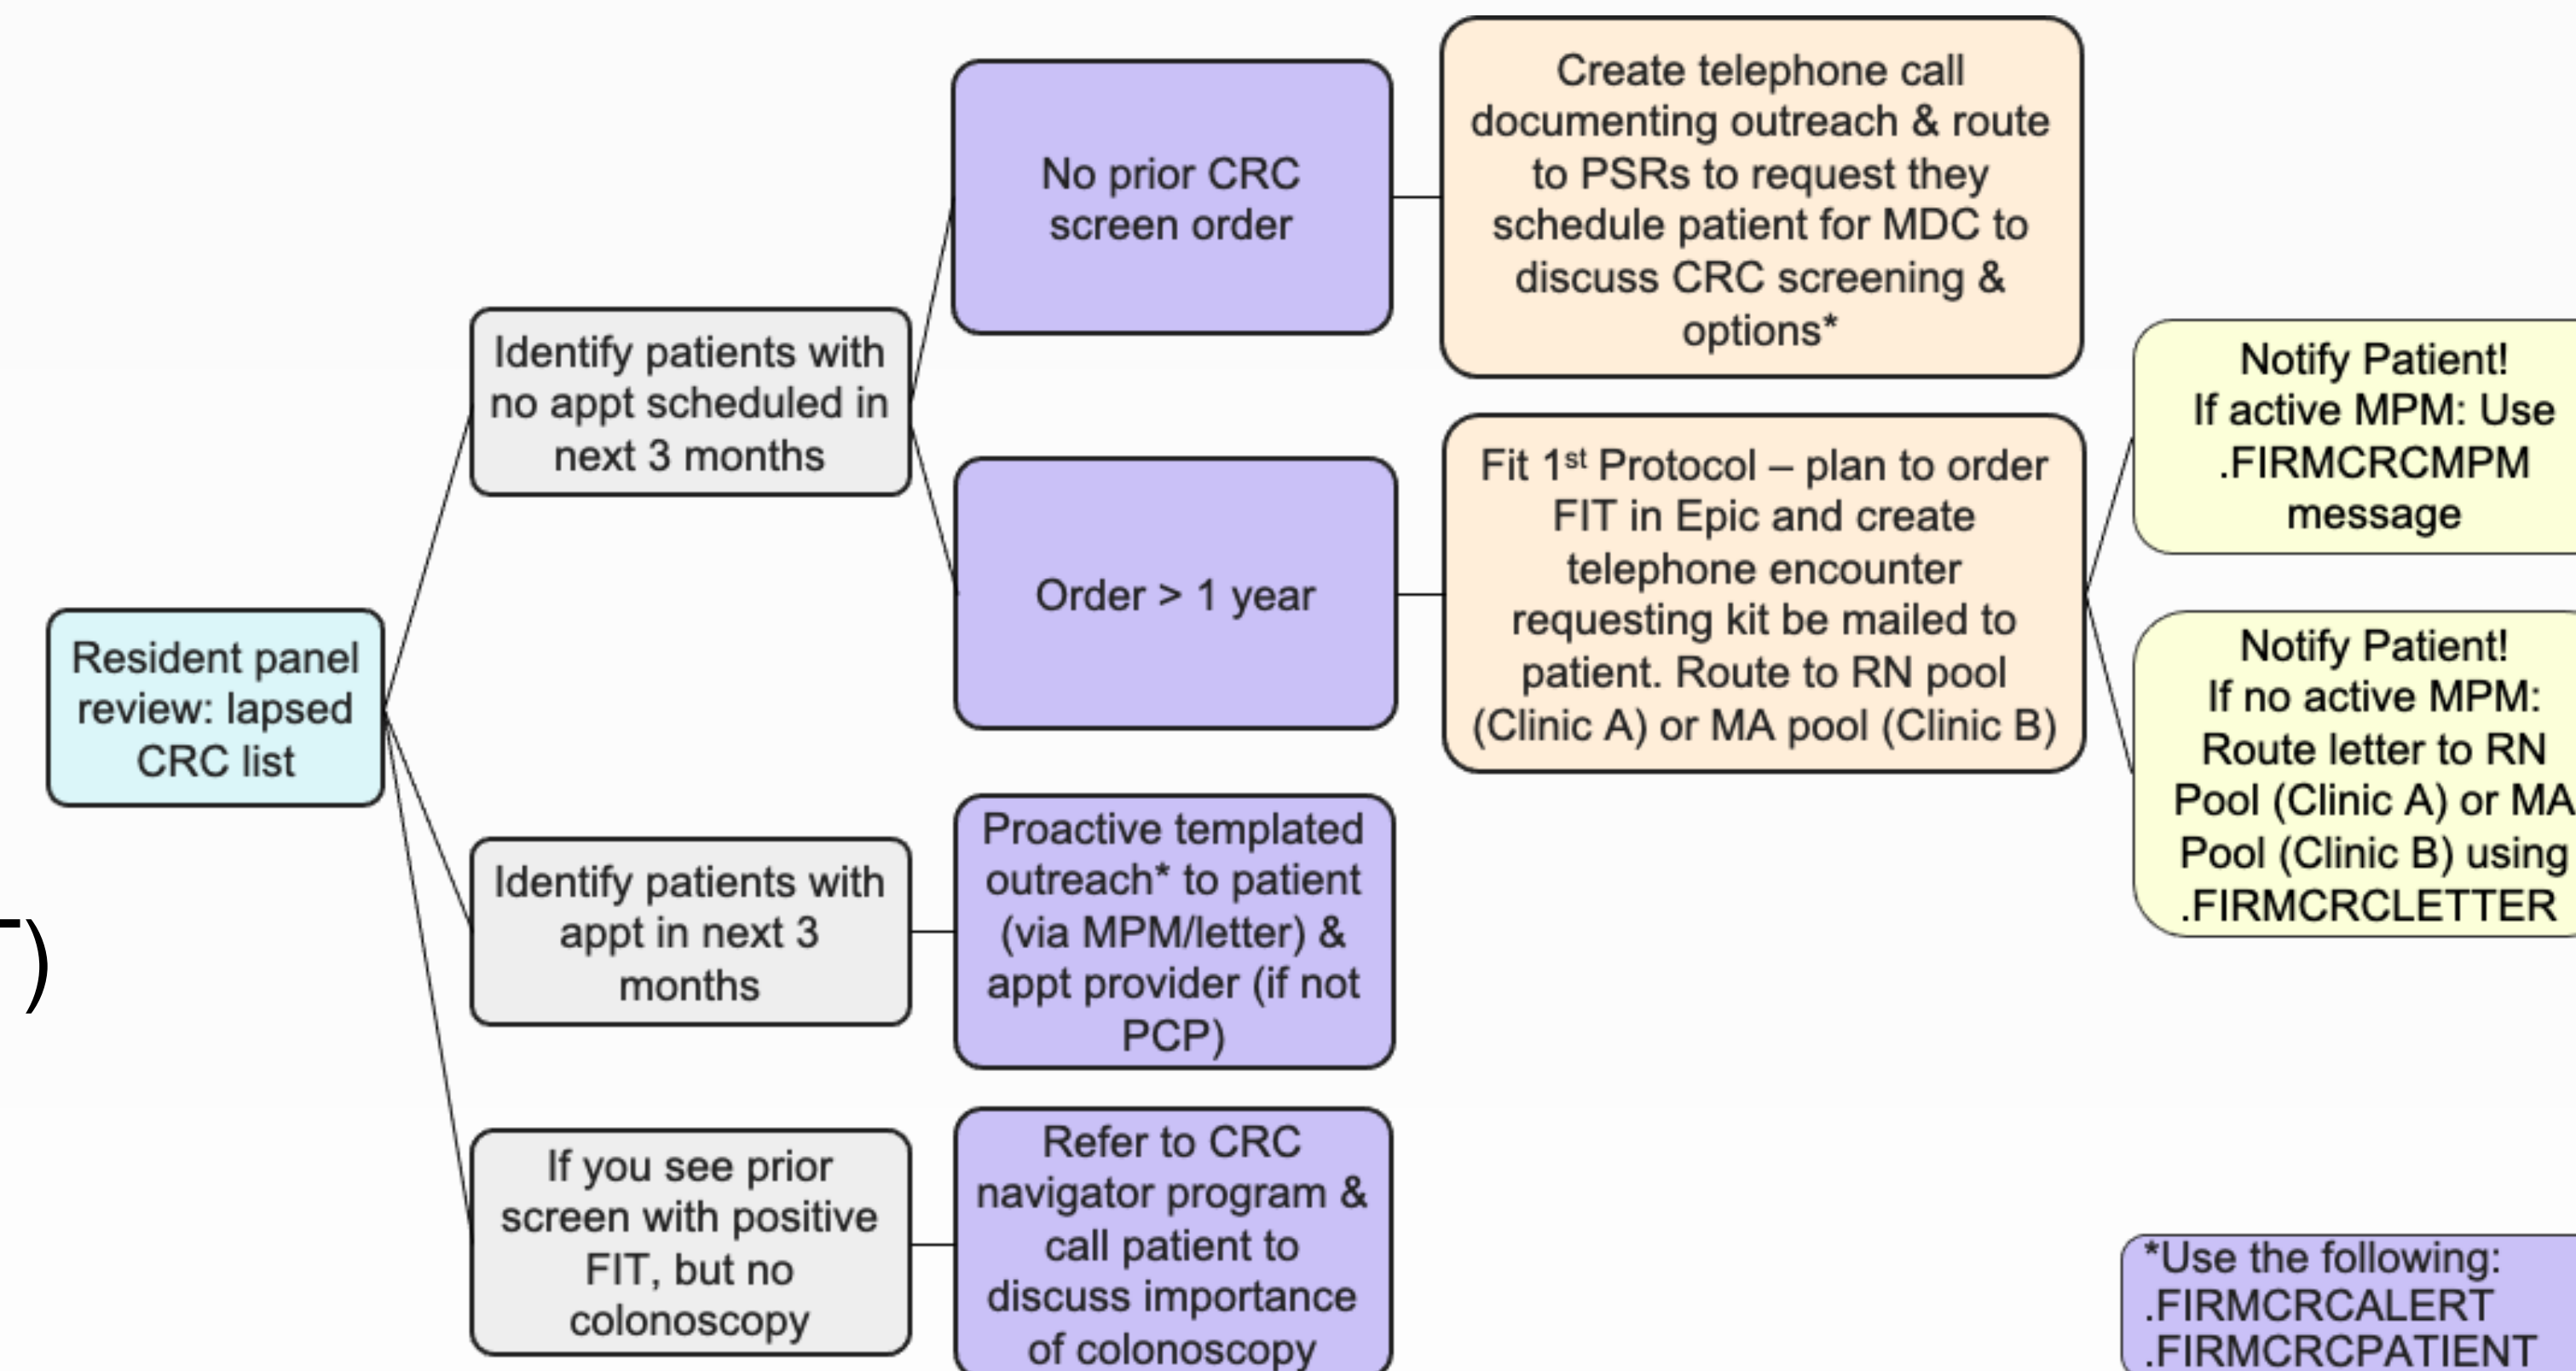 Resident panel
review: lapsed
CRC list
Identify patients with
no appt scheduled in
next 3 months
No prior CRC
screen order
Create telephone call
documenting outreach & route
to PSRs to request they
schedule patient for MDC to
discuss CRC screening &
options*
Order > 1 year
Fit 1st Protocol – plan to order
FIT in Epic and create
telephone encounter
requesting kit be mailed to
patient. Route to RN pool
(Clinic A) or MA pool (Clinic B)
Notify Patient!
If active MPM: Use
.FIRMCRCMPM
message
Notify Patient!
If no active MPM:
Route letter to RN
Pool (Clinic A) or MA
Pool (Clinic B) using
.FIRMCRCLETTER
Identify patients with
appt in next 3
months
Proactive templated
outreach* to patient
(via MPM/letter) &
appt provider (if not
PCP)
If you see prior
screen with positive
FIT, but no
colonoscopy
Refer to CRC
navigator program &
call patient to
discuss importance
of colonoscopy
*Use the following:
.FIRMCRCALERT
.FIRMCRCPATIENT